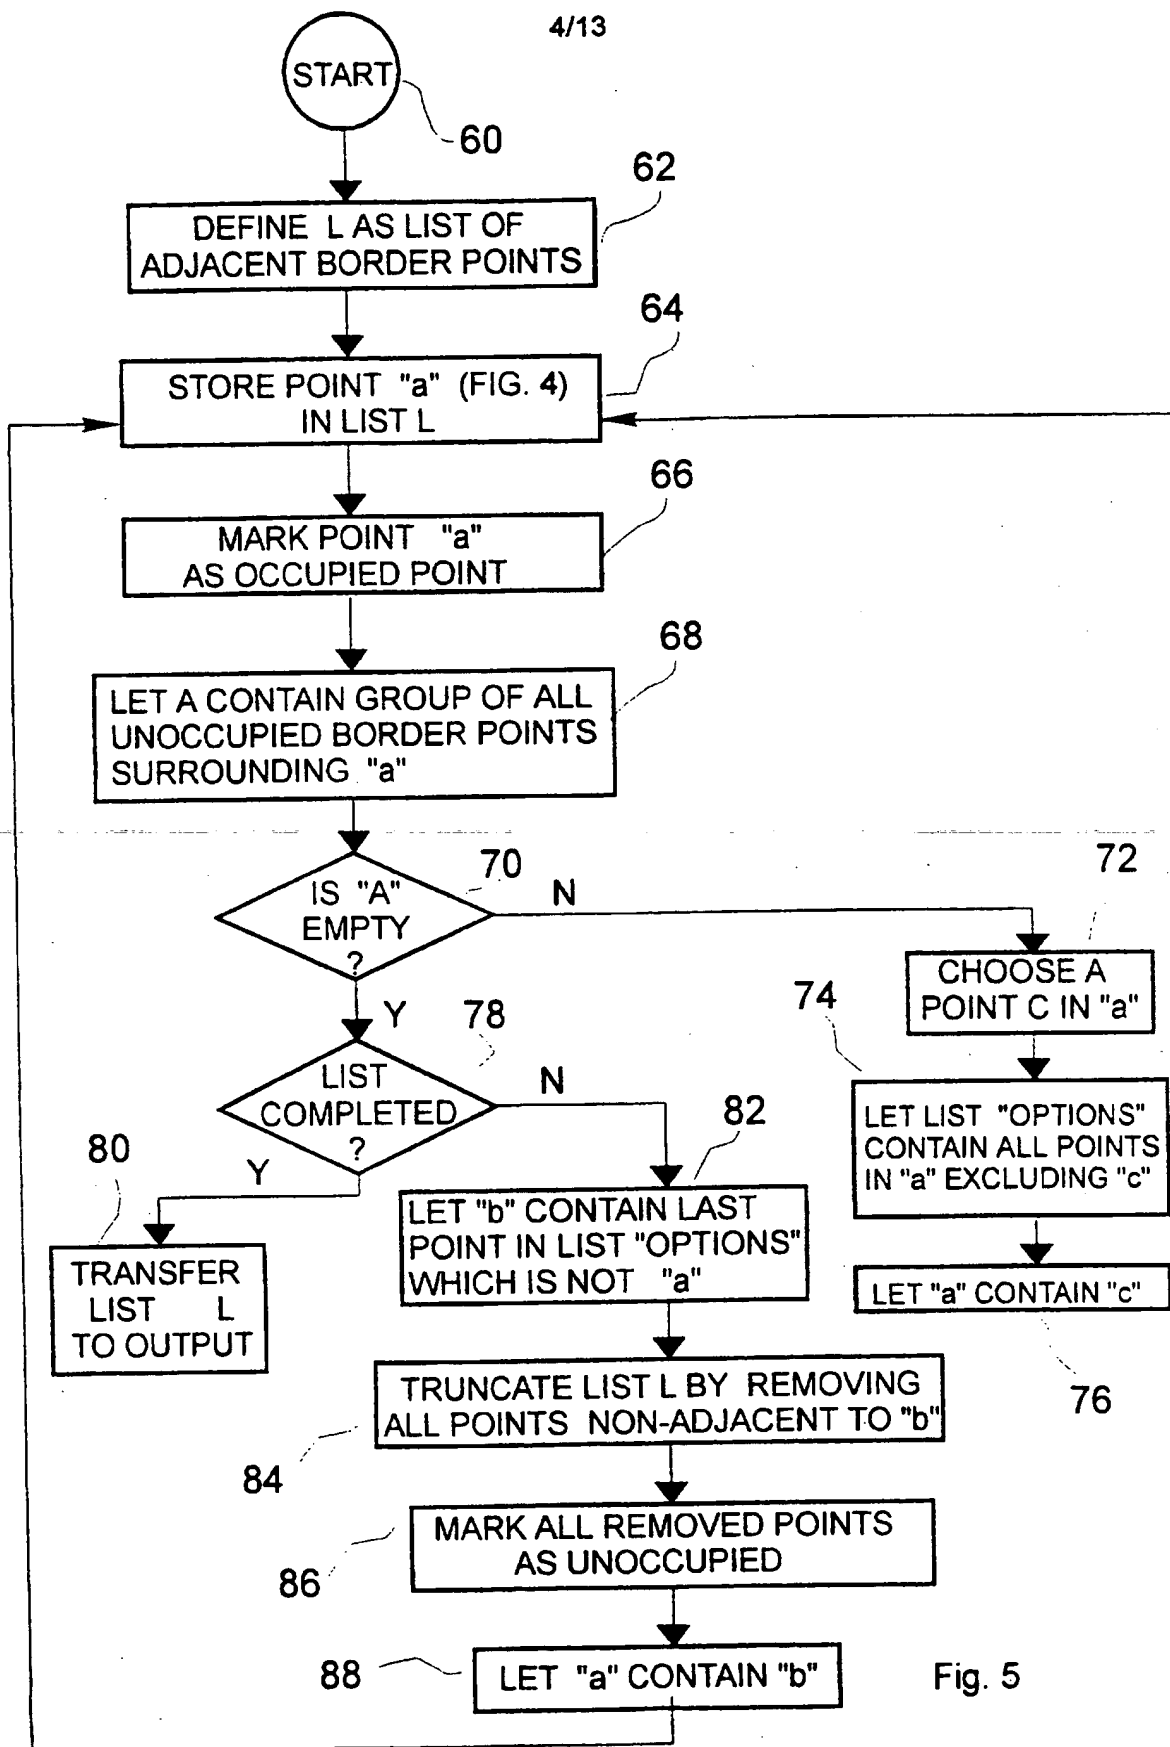 4/13
START
60
62
DEFINE L AS LIST OF
ADJACENT BORDER POINTS
64
STORE POINT "a" (FIG. 4)
IN LIST L
66
MARK POINT "a"
AS OCCUPIED POINT
68
LET A CONTAIN GROUP OF ALL
UNOCCUPIED BORDER POINTS
SURROUNDING "a"
70
IS "A"
EMPTY
?
N
Y
72
CHOOSE A
POINT C IN "a"
74
LET LIST "OPTIONS"
CONTAIN ALL POINTS
IN "a" EXCLUDING "c"
LET "a" CONTAIN "c"
76
78
LIST
COMPLETED
?
N
Y
80
TRANSFER
LIST L
TO OUTPUT
82
LET "b" CONTAIN LAST
POINT IN LIST "OPTIONS"
WHICH IS NOT "a"
TRUNCATE LIST L BY REMOVING
ALL POINTS NON-ADJACENT TO "b"
84
MARK ALL REMOVED POINTS
AS UNOCCUPIED
86
LET "a" CONTAIN "b"
88
Fig. 5